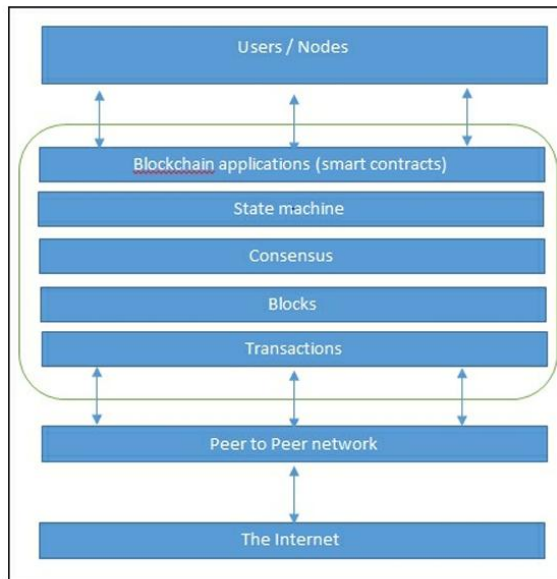 Users / Nodes
Blockchain applications (smart contracts)
State machine
Consensus
Blocks
Transactions
Peer to Peer network
The Internet